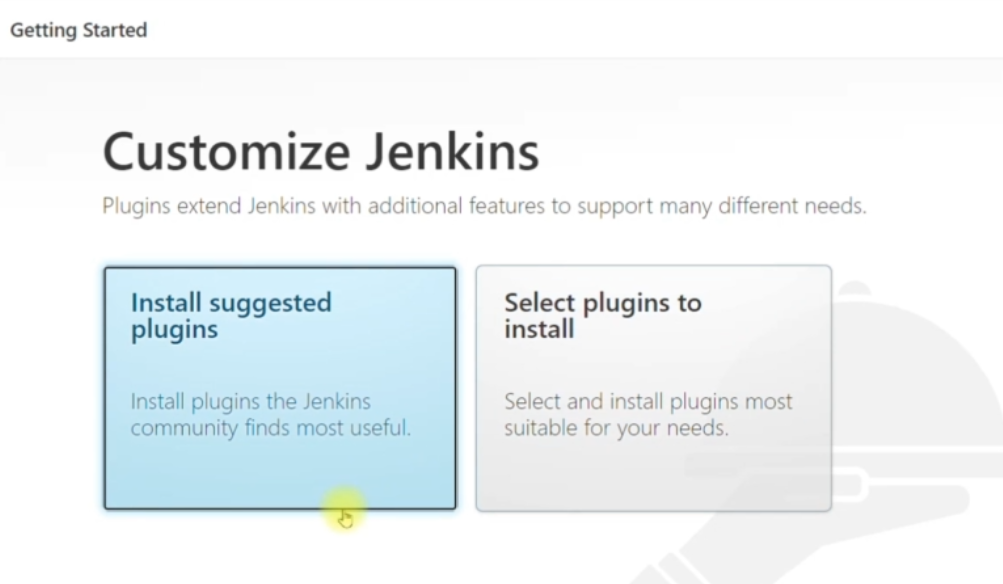 Getting Started
Customize Jenkins
Plugins extend Jenkins with additional features to support many different needs.
Install suggested
plugins
Install plugins the Jenkins
community finds most useful.
Select plugins to
install
Select and install plugins most
suitable for your needs.